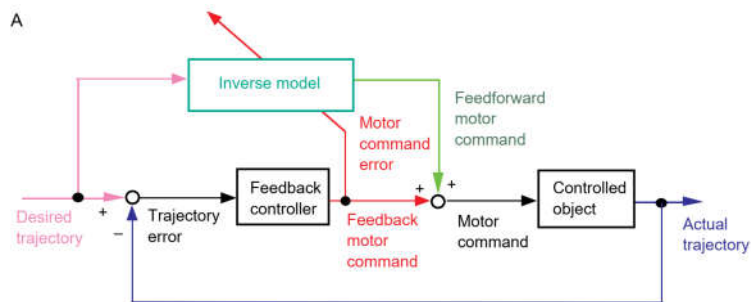 A
Inverse model
Feedforward
motor
command
Motor
command
error
Feedback
controller
Controlled
object
+
+
+
−
Desired
trajectory
Trajectory
error
Feedback
motor
command
Motor
command
Actual
trajectory